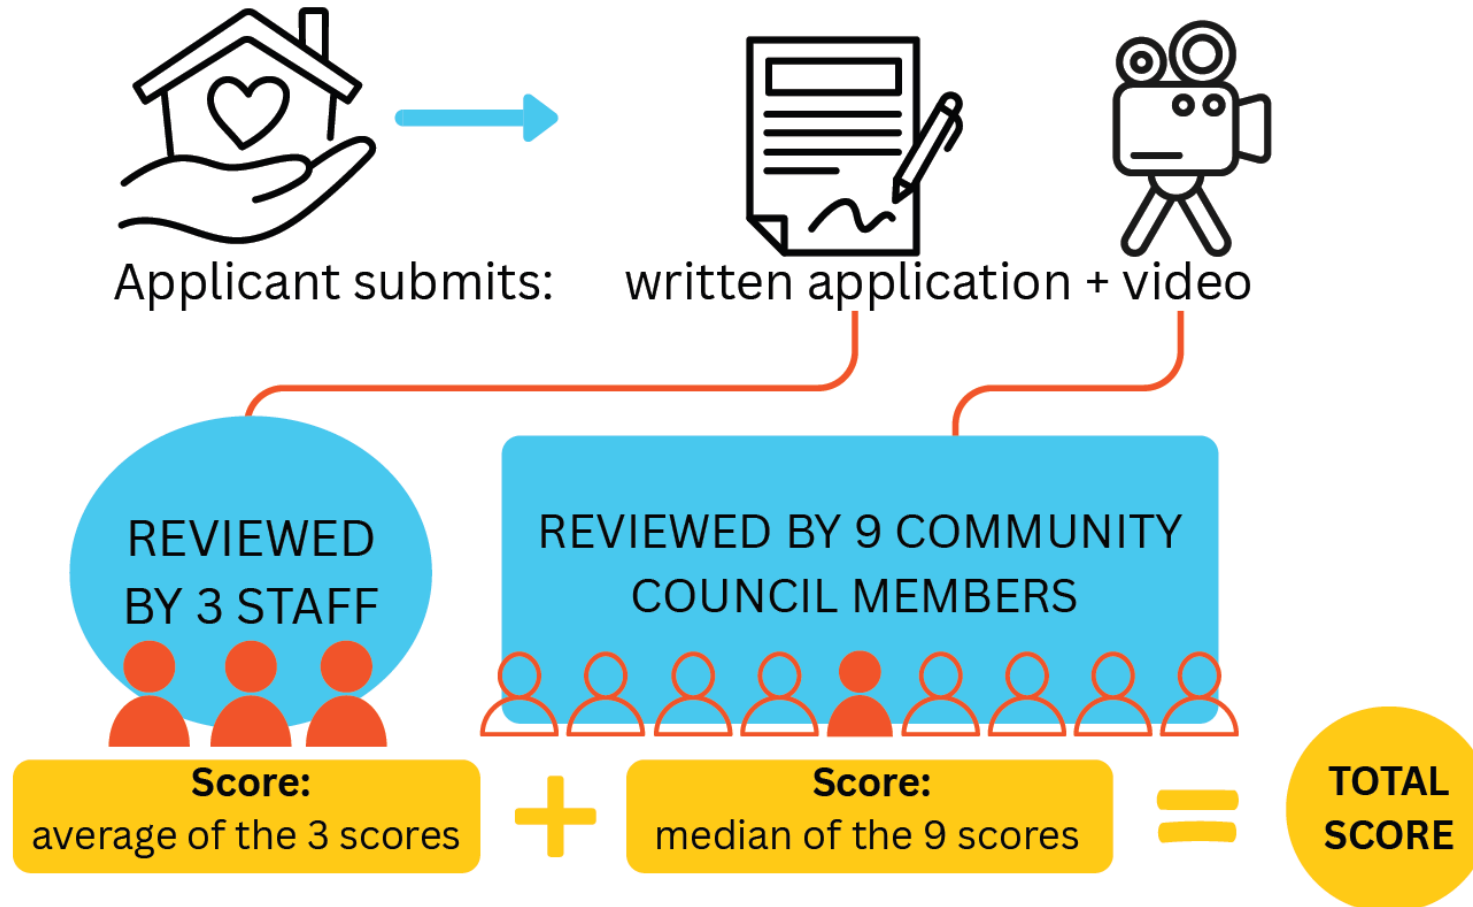 Applicant submits: written application + video
REVIEWED
BY 3 STAFF
REVIEWED BY 9 COMMUNITY
COUNCIL MEMBERS
Score:
average of the 3 scores
Score:
median of the 9 scores
TOTAL
SCORE